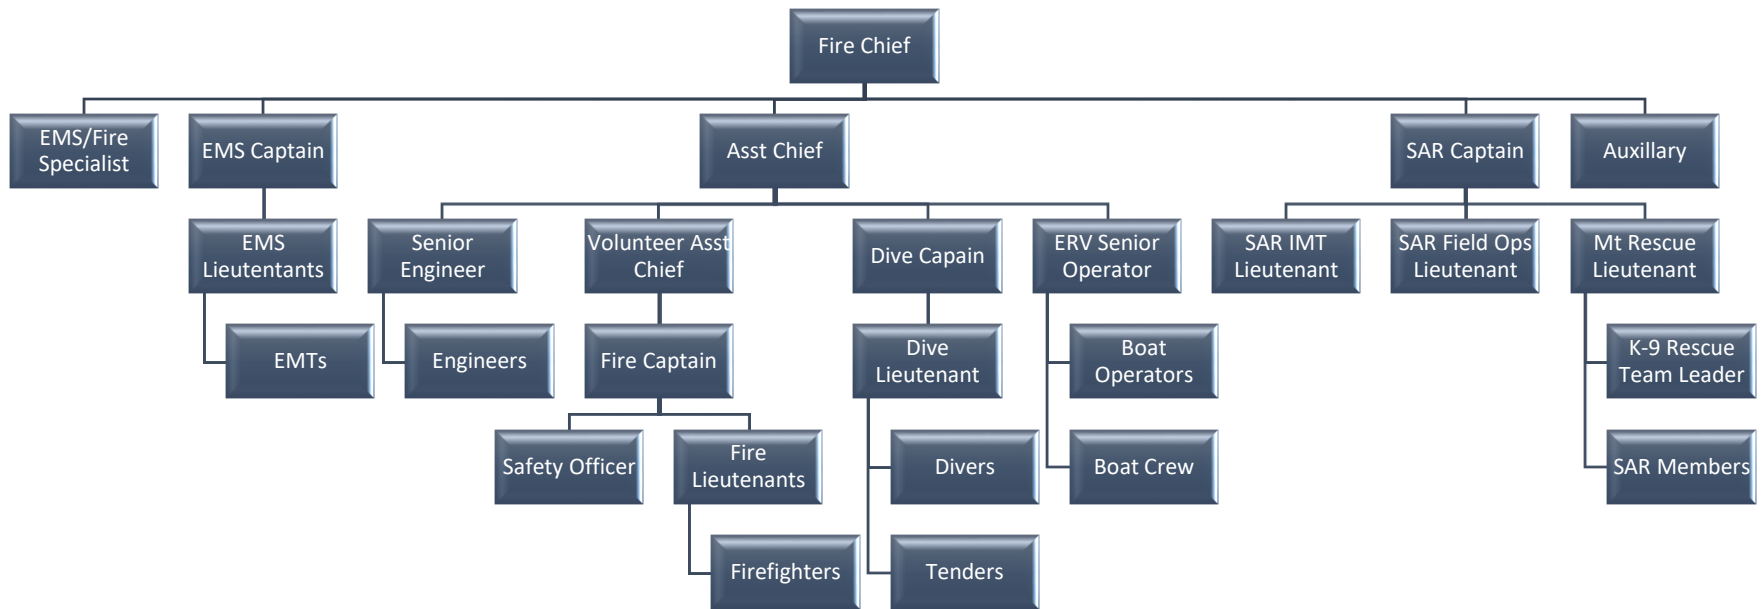 Fire Chief
EMS/Fire
Specialist
EMS Captain
Asst Chief
SAR Captain
Auxillary
EMS
Lieutentants
Senior
Engineer
Volunteer Asst
Chief
Dive Capain
ERV Senior
Operator
SAR IMT
Lieutenant
SAR Field Ops
Lieutenant
Mt Rescue
Lieutenant
EMTs
Engineers
Fire Captain
Dive
Lieutenant
Boat
Operators
K-9 Rescue
Team Leader
Safety Officer
Fire
Lieutenants
Divers
Boat Crew
SAR Members
Firefighters
Tenders